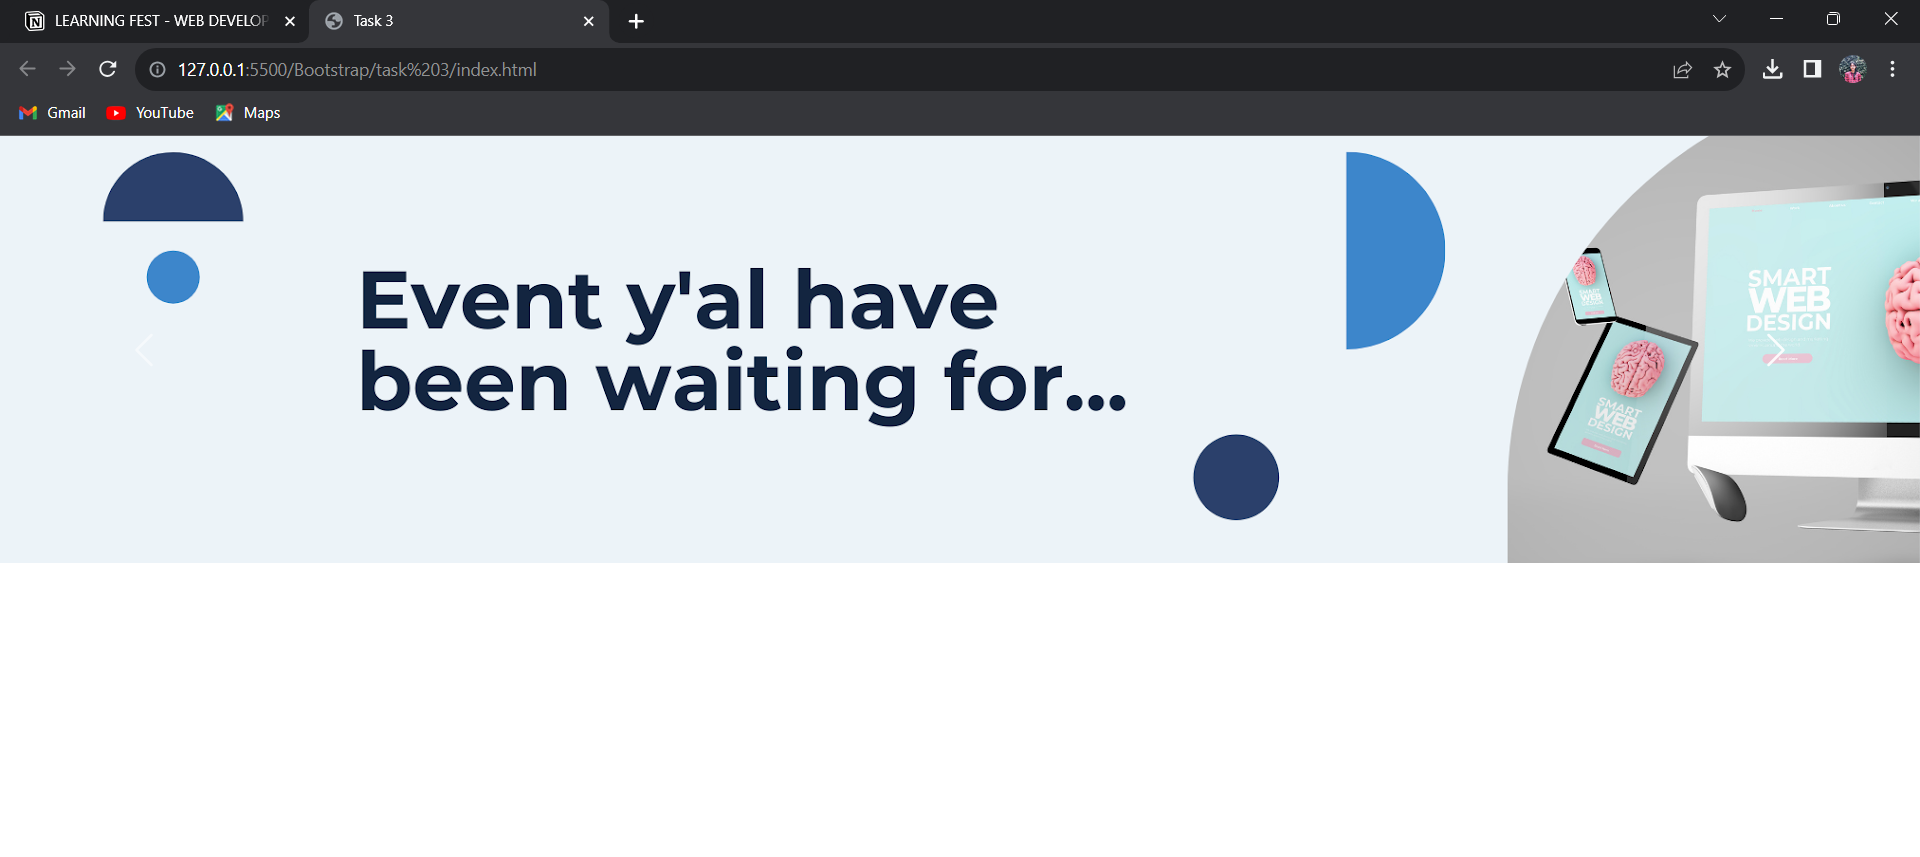 LEARNING FEST - WEB DEVELOP
Task 3
127.0.0.1:5500/Bootstrap/task%203/index.html
Gmail
YouTube
Maps
Event y'al have
been waiting for...
SMART
WEB
DESIGN
SMART
WEB
DESIGN
SMART
WEB
DESIGN